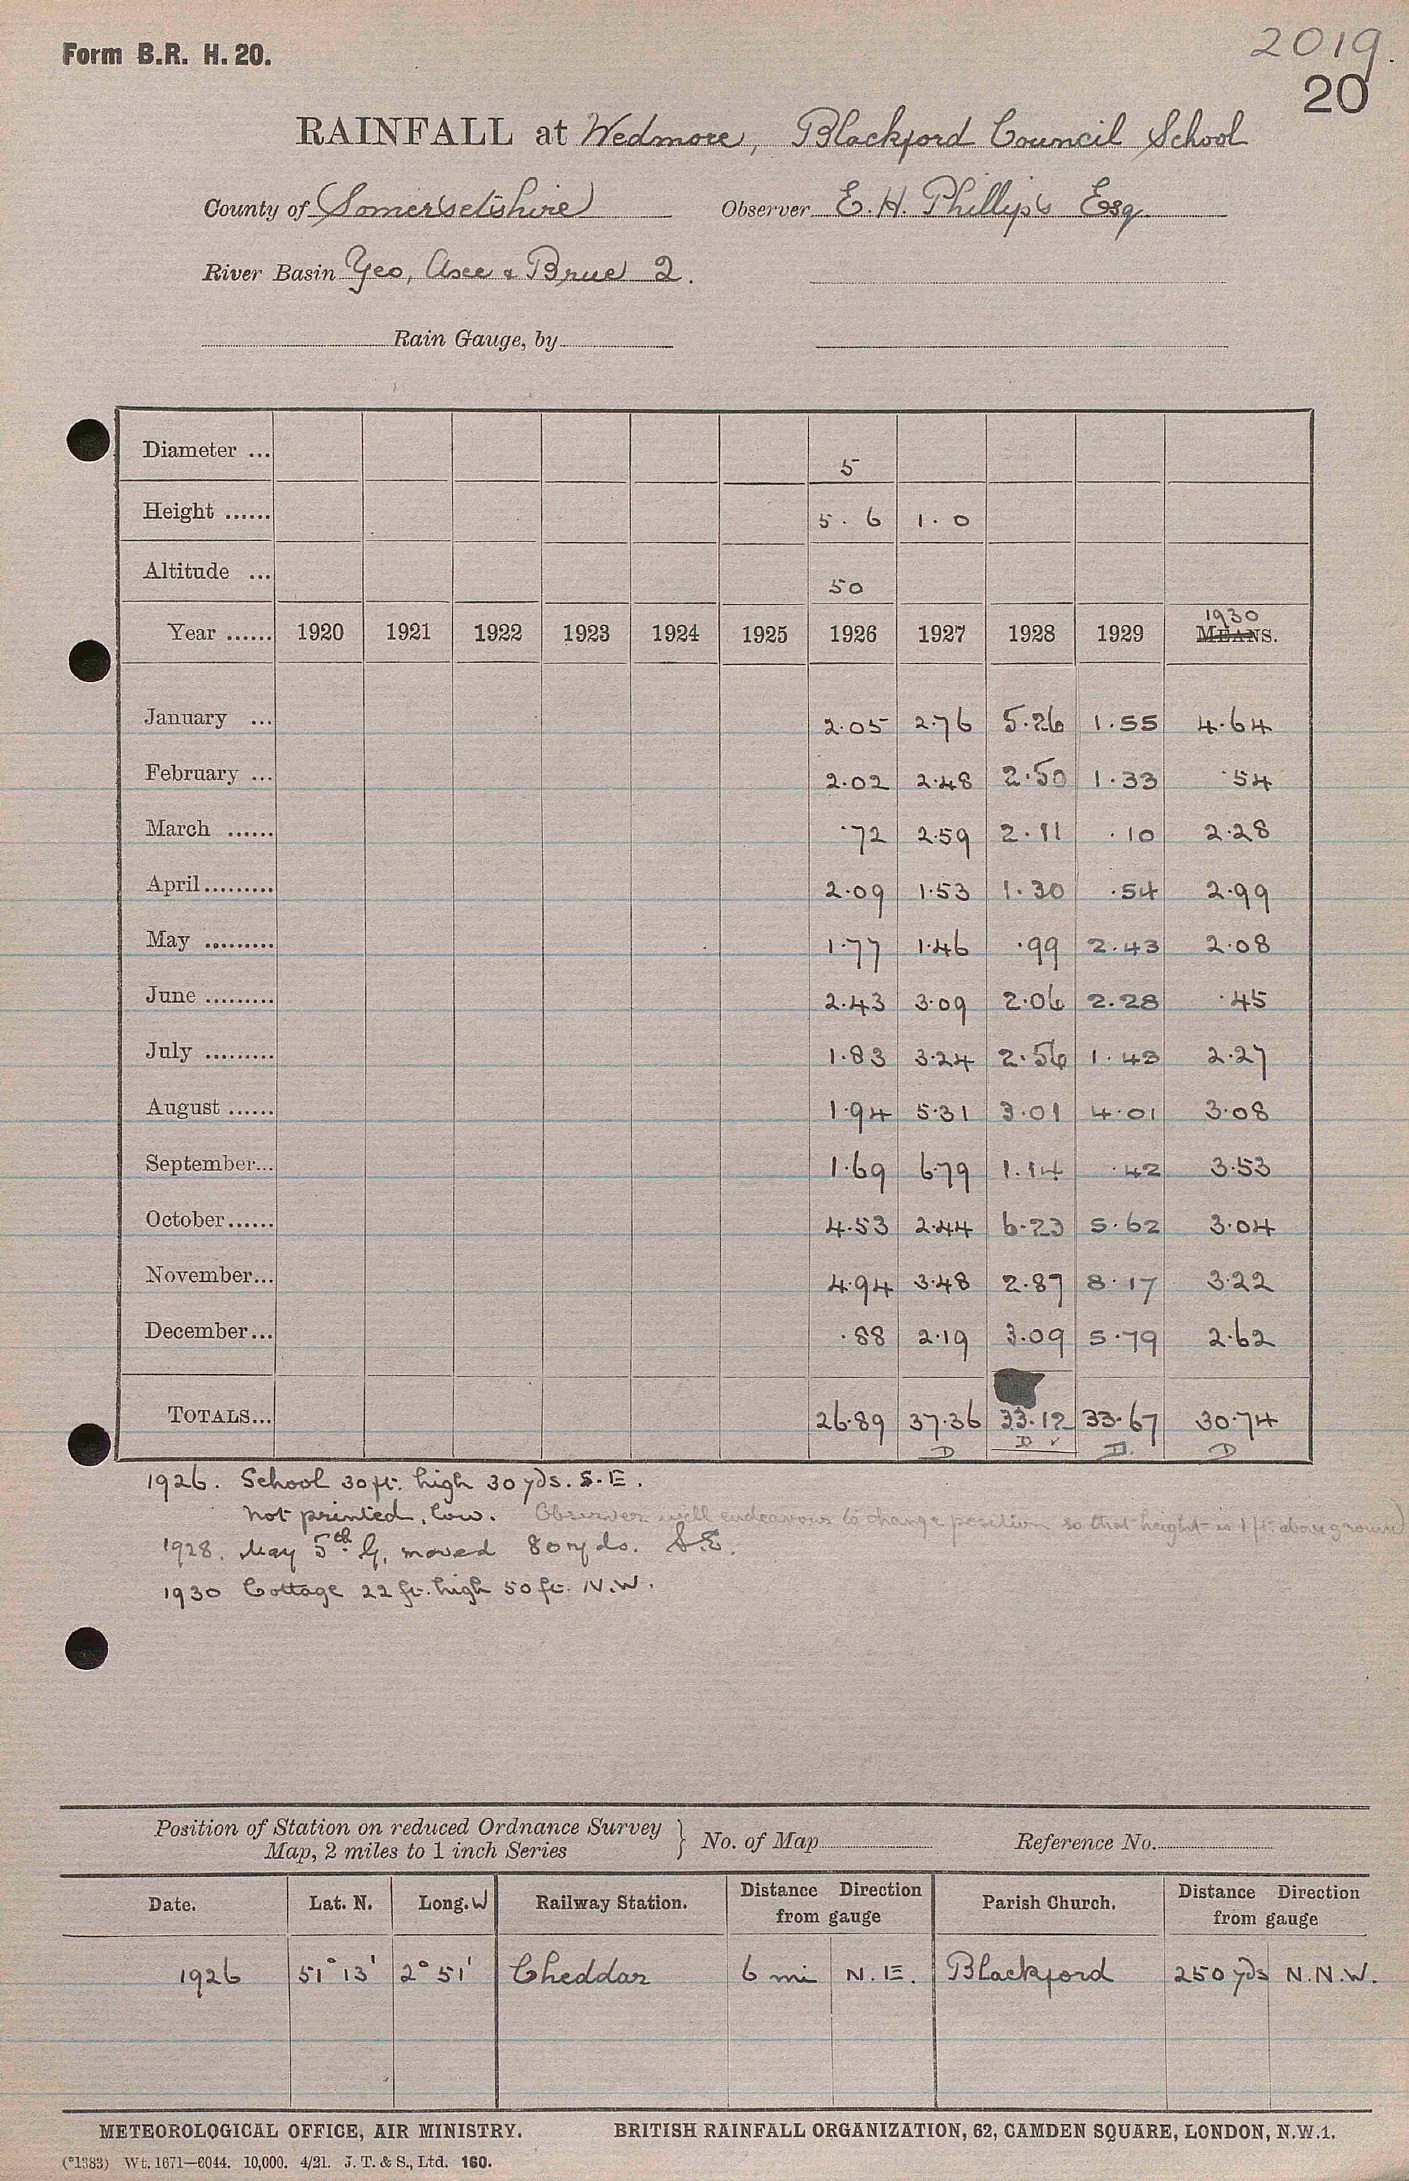 Form B.R. H. 20.
2019.
20
RAINFALL at Wedmore, Blackford Council School
County of Somersetshire Observer E. H. Phillips Esq.
River Basin Yeo, Axe & Brue 2.
Rain Gauge, by
Diameter ... 5
Height ...... 5. 6 1. 0
Altitude ... 50
1930
Year ...... 1920 1921 1922 1923 1924 1925 1926 1927 1928 1929 MEANS.
January ... 2.05 2.76 5.26 1.55 4.64
February ... 2.02 2.48 2.50 1.33 .54
March ...... .72 2.59 2.11 .10 2.28
April......... 2.09 1.53 1.30 .54 2.99
May ......... 1.77 1.46 .99 2.43 2.08
June ......... 2.43 3.09 2.06 2.28 .45
July ......... 1.83 3.24 2.56 1.43 2.27
August ...... 1.94 5.31 3.01 4.01 3.08
September... 1.69 6.79 1.14 .42 3.53
October...... 4.53 2.44 6.23 5.62 3.04
November... 4.94 3.48 2.87 8.17 3.22
December... .88 2.19 3.09 5.79 2.62
TOTALS... 26.89 37.36 33.12 33.67 30.74
D D ✓ D. D
1926. School 30 ft. high 30 yds. S.E.
not printed, low. Observer will endeavour to change position so that height is 1 ft. above ground
1928. May 5th G. moved 80 yds. S.E.
1930 Cottage 22 ft. high 50 ft. N.W.
Position of Station on reduced Ordnance Survey
Map, 2 miles to 1 inch Series } No. of Map Reference No.
Date. Lat. N. Long. W Railway Station. Distance Direction from gauge Parish Church. Distance Direction from gauge
1926 51° 13' 2° 51' Cheddar 6 mi N.E. Blackford 250 yds N.N.W.
METEOROLOGICAL OFFICE, AIR MINISTRY. BRITISH RAINFALL ORGANIZATION, 62, CAMDEN SQUARE, LONDON, N.W.1.
(*1383) Wt. 1671—6044. 10,000. 4/21. J. T. & S., Ltd. 160.